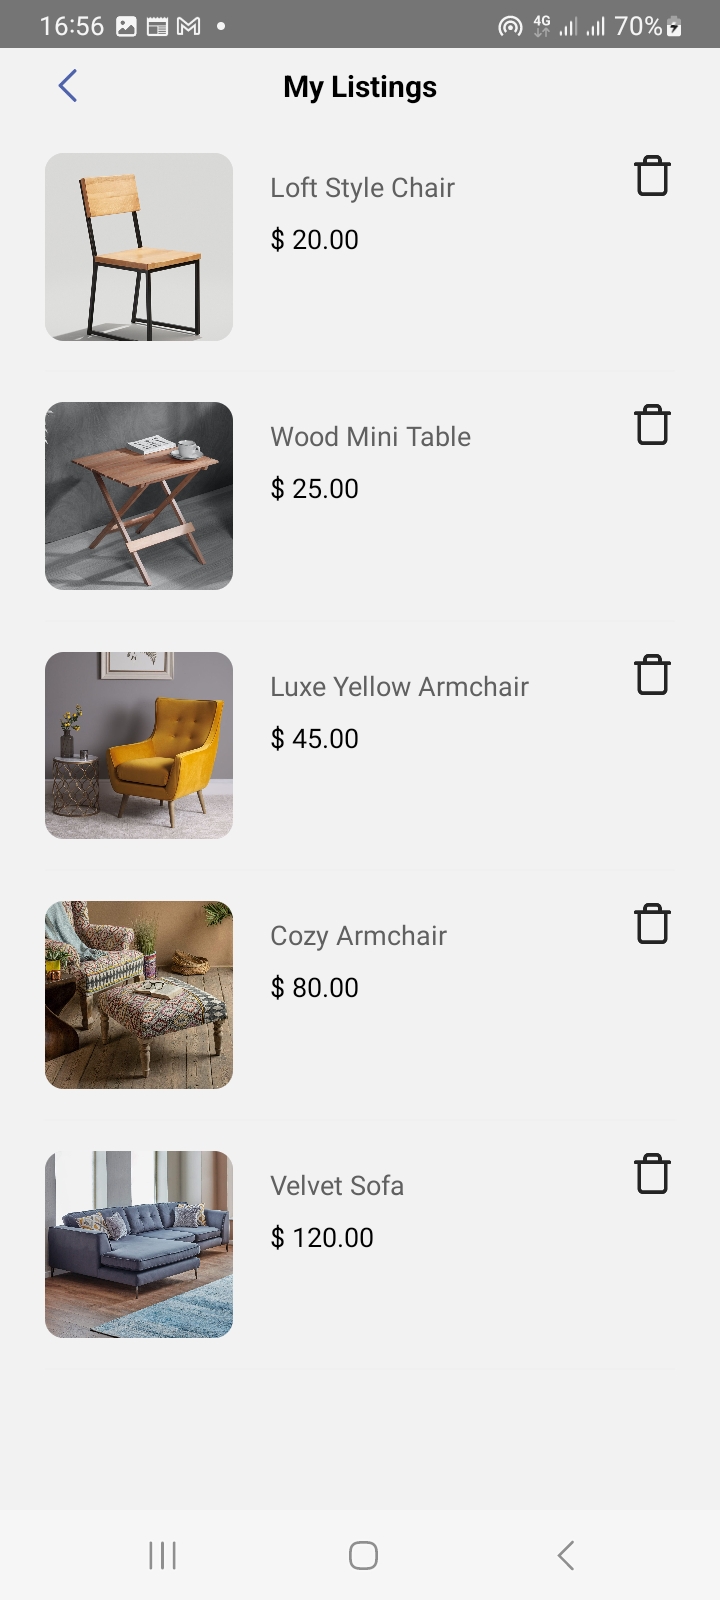 16:56
4G
70%
My Listings
Loft Style Chair
$ 20.00
Wood Mini Table
$ 25.00
Luxe Yellow Armchair
$ 45.00
Cozy Armchair
$ 80.00
Velvet Sofa
$ 120.00